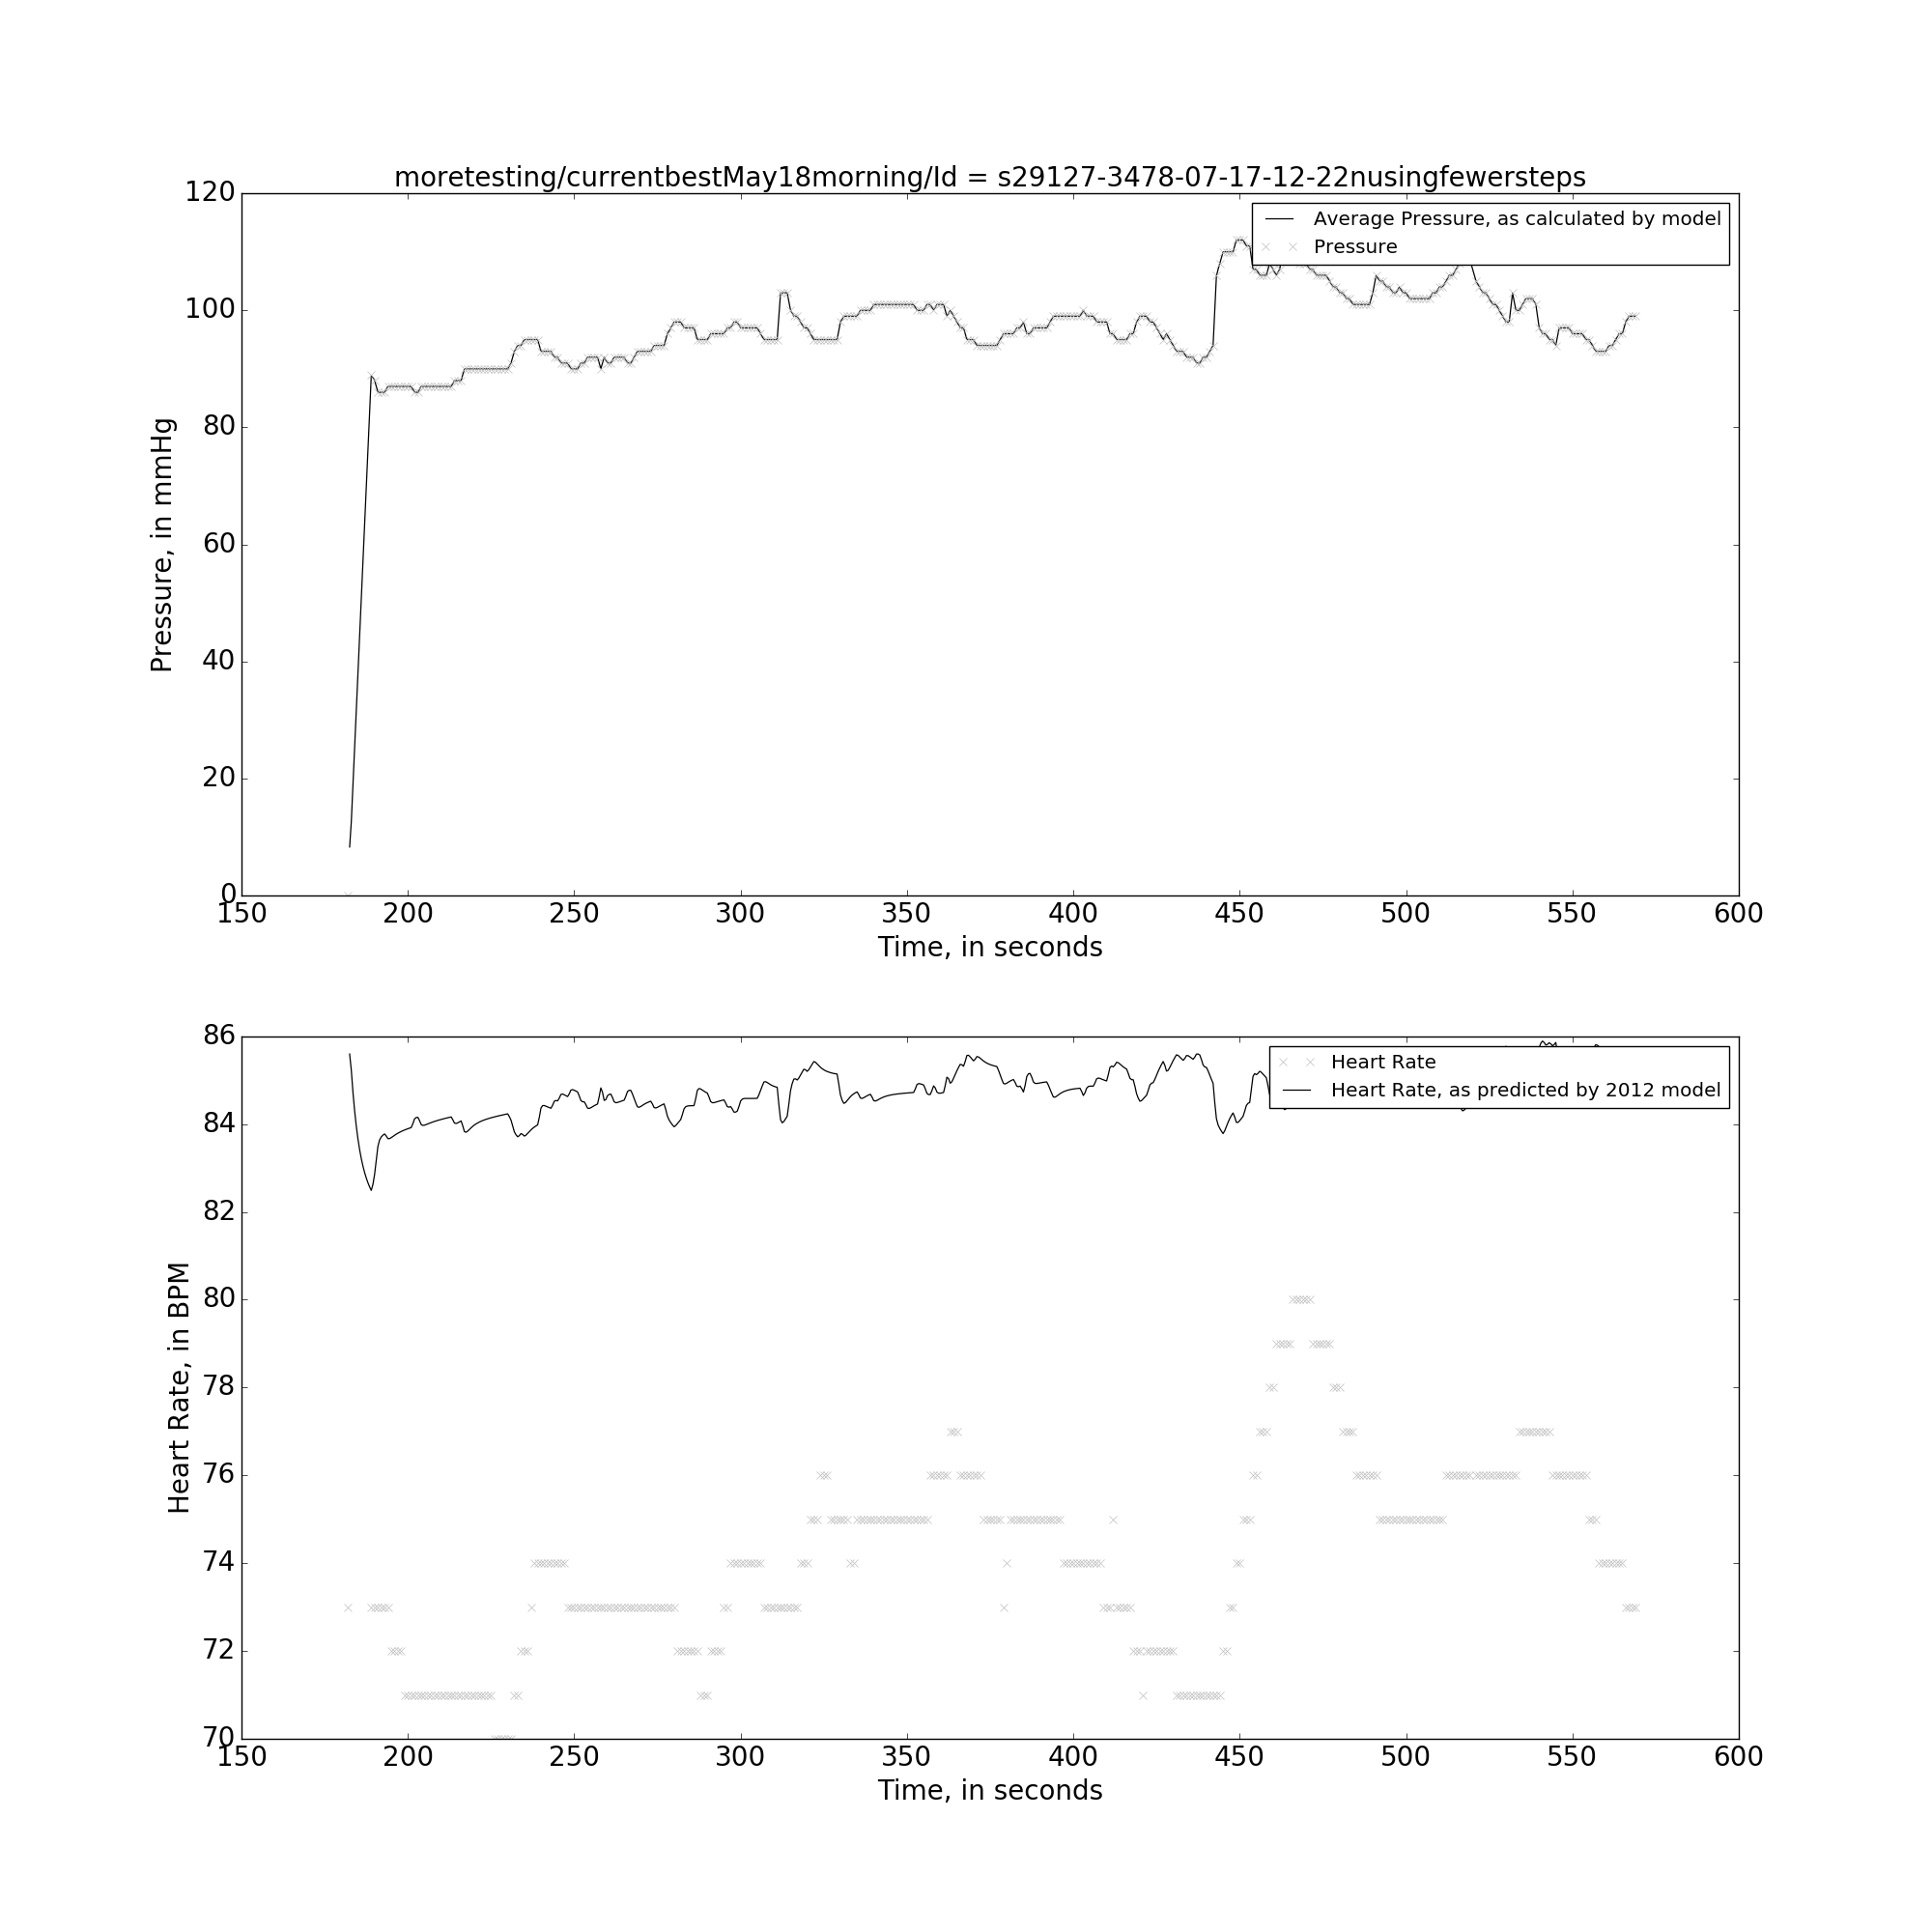 moretesting/currentbestMay18morning/Id = s29127-3478-07-17-12-22nusingfewersteps
120
100
80
60
40
20
0
Pressure, in mmHg
Average Pressure, as calculated by model
Pressure
150 200 250 300 350 400 450 500 550 600
Time, in seconds
86
84
82
80
78
76
74
72
70
Heart Rate, in BPM
Heart Rate
Heart Rate, as predicted by 2012 model
150 200 250 300 350 400 450 500 550 600
Time, in seconds